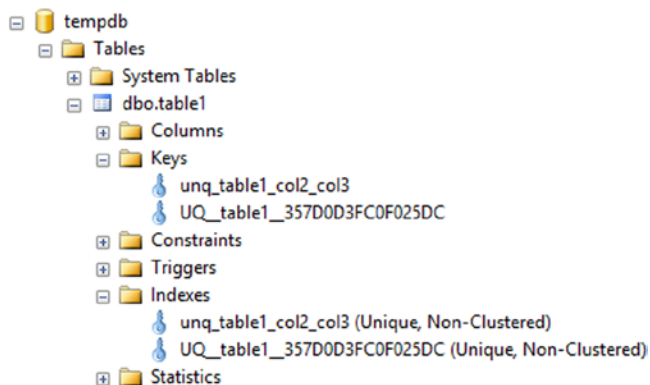 tempdb
Tables
System Tables
dbo.table1
Columns
Keys
unq_table1_col2_col3
UQ__table1__357D0D3FC0F025DC
Constraints
Triggers
Indexes
unq_table1_col2_col3 (Unique, Non-Clustered)
UQ__table1__357D0D3FC0F025DC (Unique, Non-Clustered)
Statistics